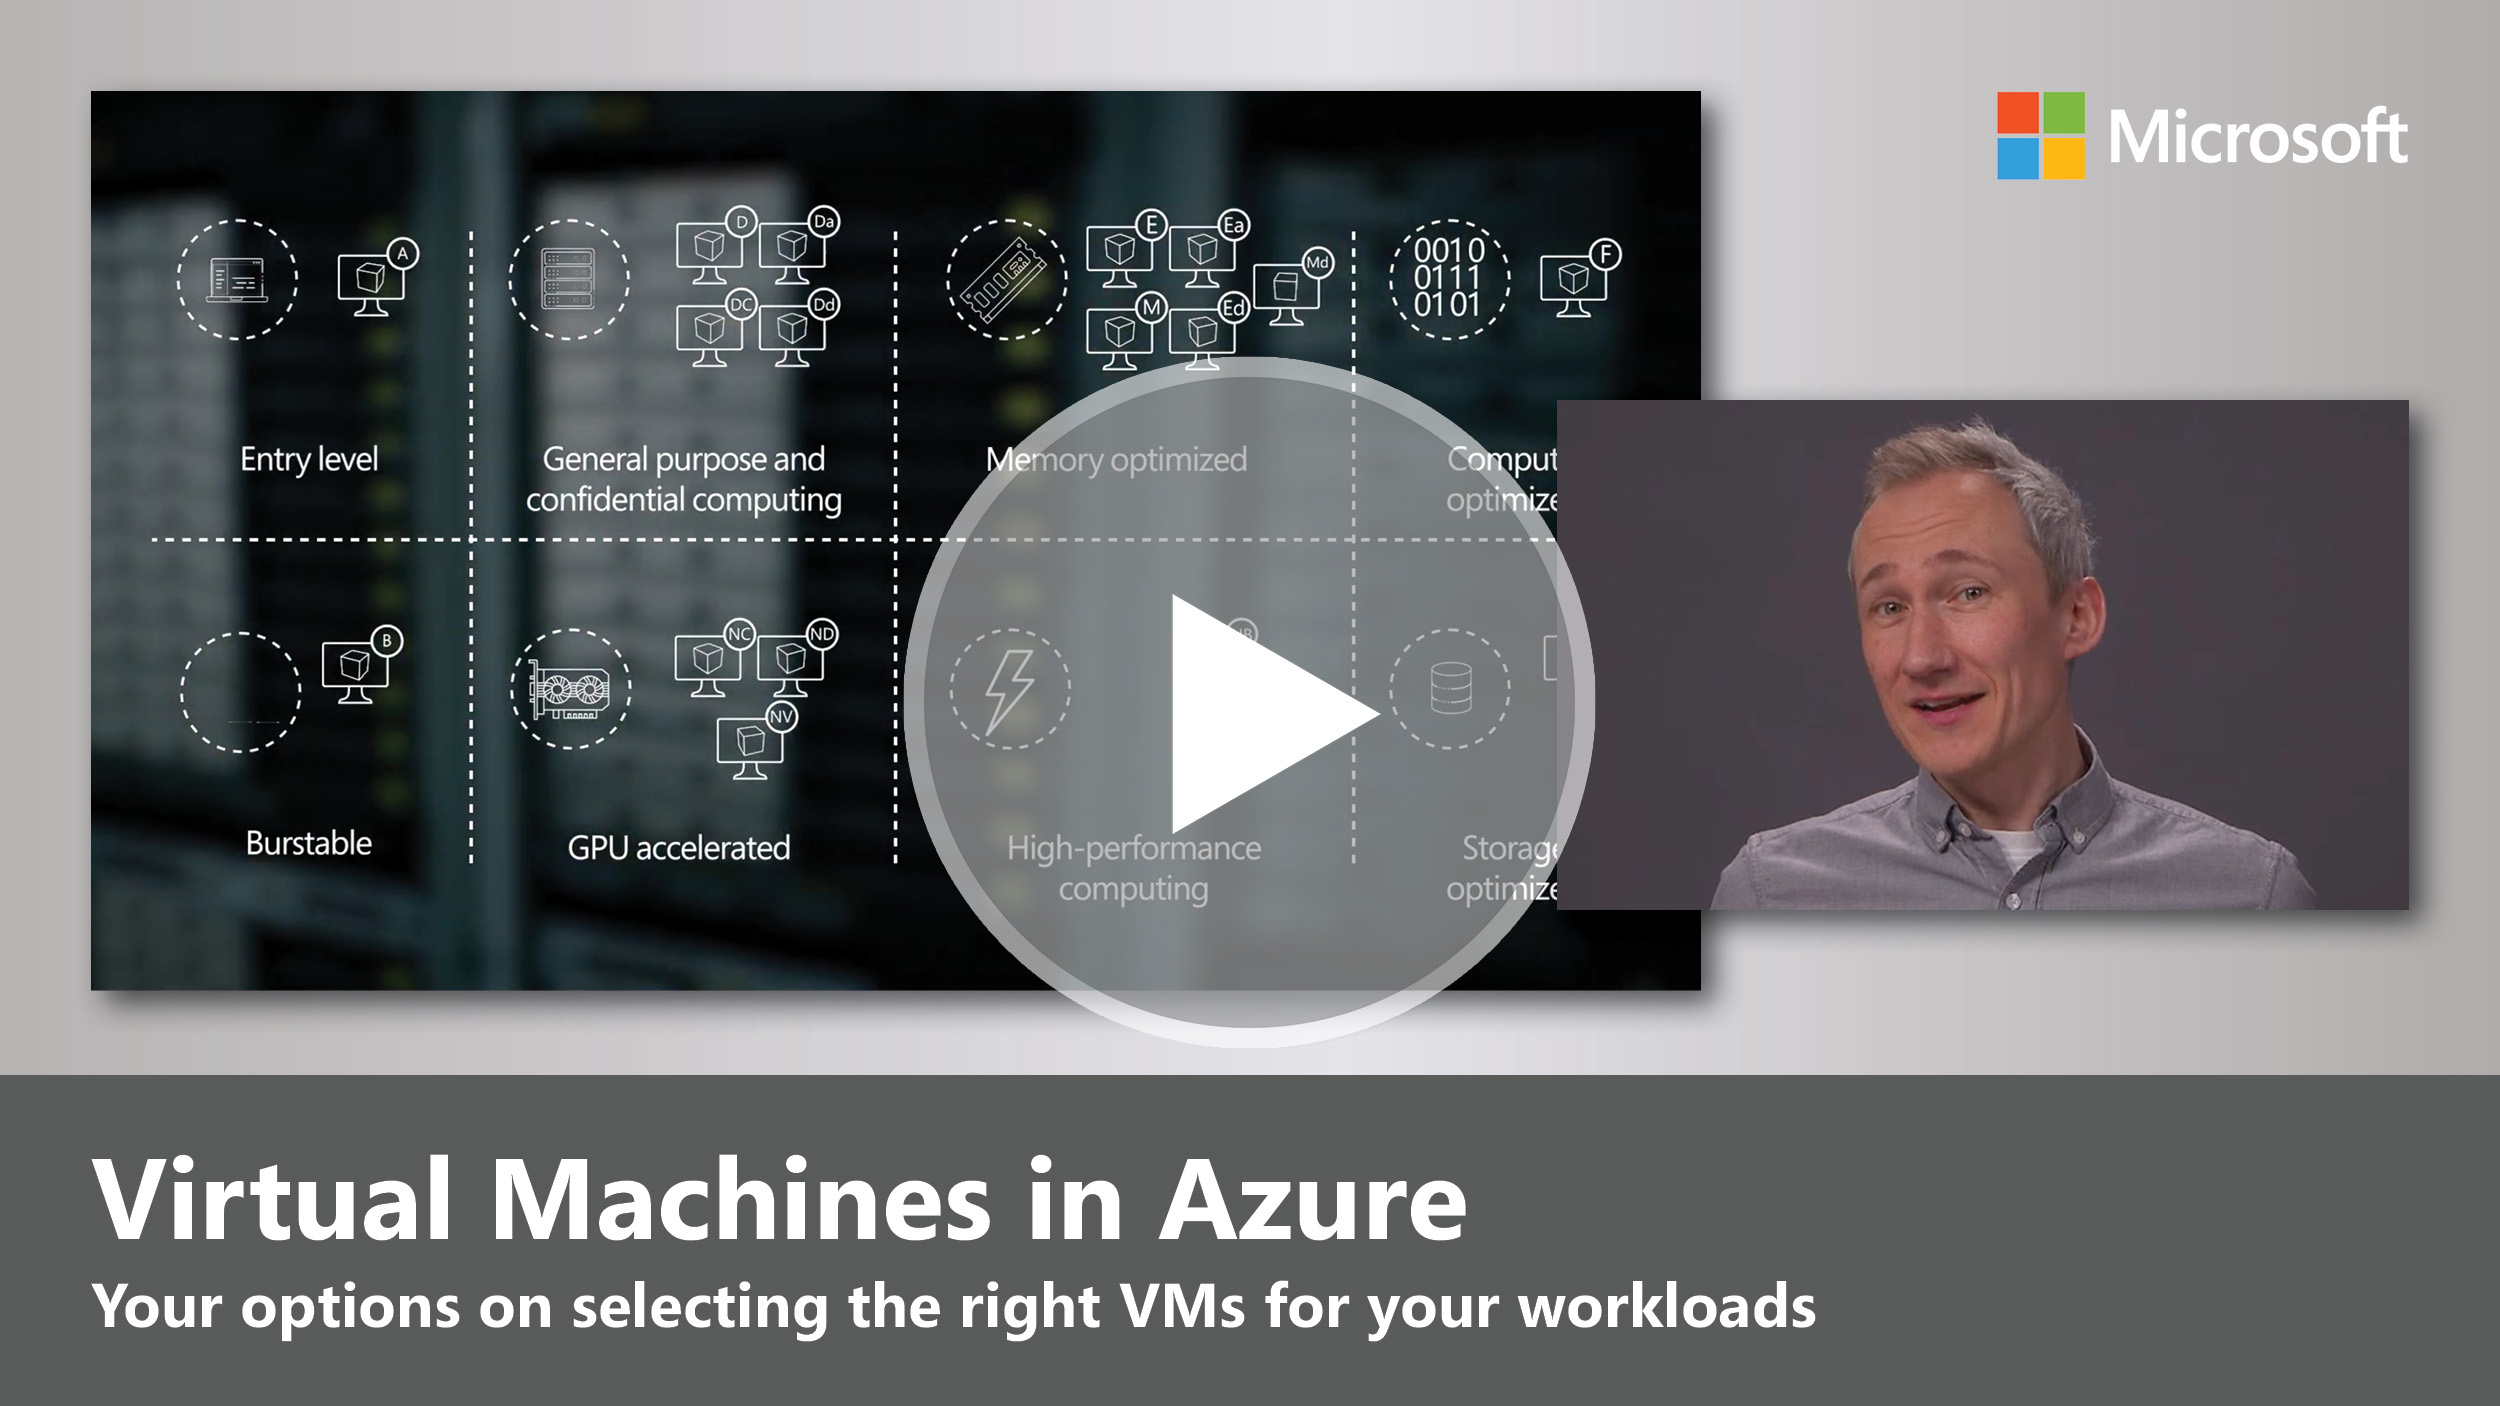 Microsoft
A
D
Da
DC
Dd
E
Ea
M
Ed
Md
0010
0111
0101
F
Entry level
General purpose and
confidential computing
Memory optimized
B
NC
ND
NV
Burstable
GPU accelerated
High-performance
computing
Virtual Machines in Azure
Your options on selecting the right VMs for your workloads